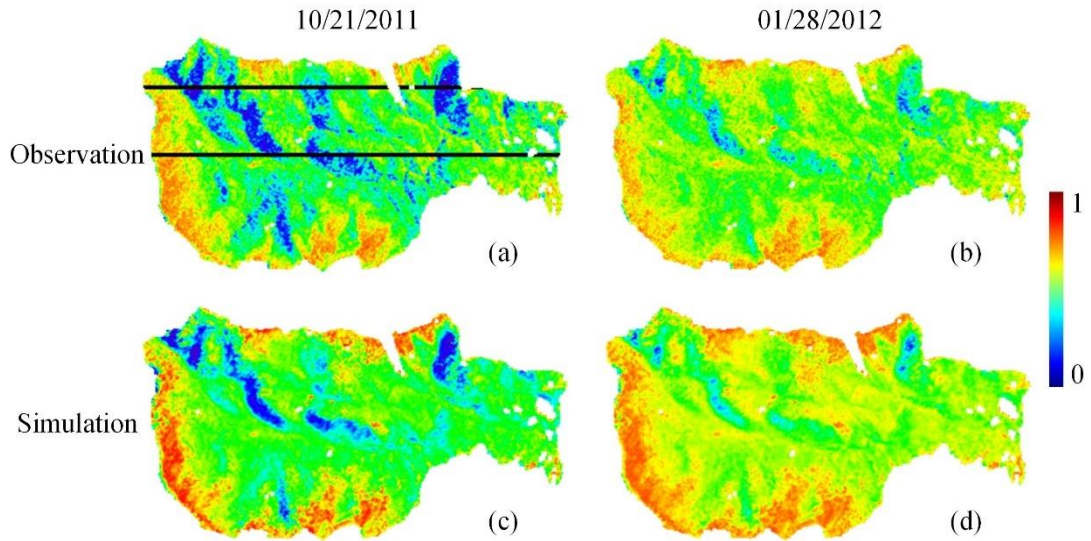 10/21/2011
01/28/2012
Observation
(a)
(b)
1
0
Simulation
(c)
(d)